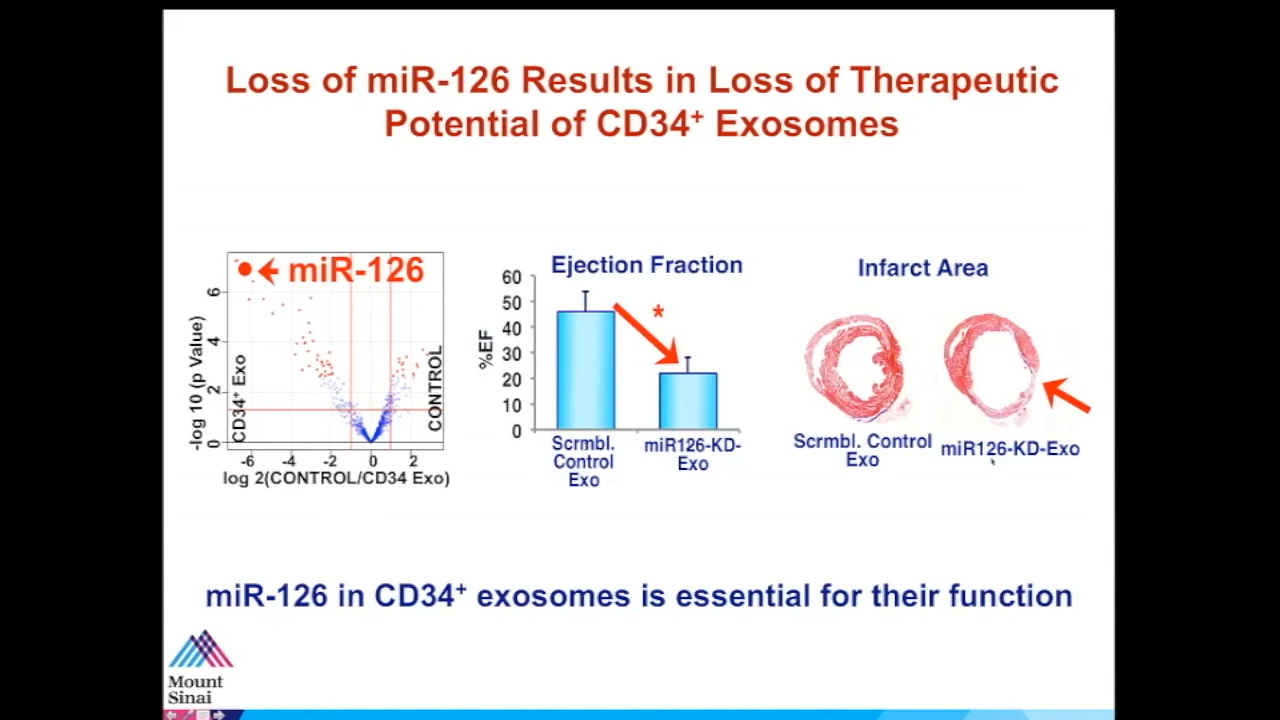 Loss of miR-126 Results in Loss of Therapeutic
Potential of CD34+ Exosomes
miR-126
-log 10 (p Value)
6
4
2
0
CD34+ Exo
CONTROL
-6 -4 -2 0 2
log 2(CONTROL/CD34 Exo)
Ejection Fraction
%EF
60
50
40
30
20
10
0
*
Scrmbl.
Control
Exo
miR126-KD-
Exo
Infarct Area
Scrmbl. Control
Exo
miR126-KD-Exo
miR-126 in CD34+ exosomes is essential for their function
Mount
Sinai